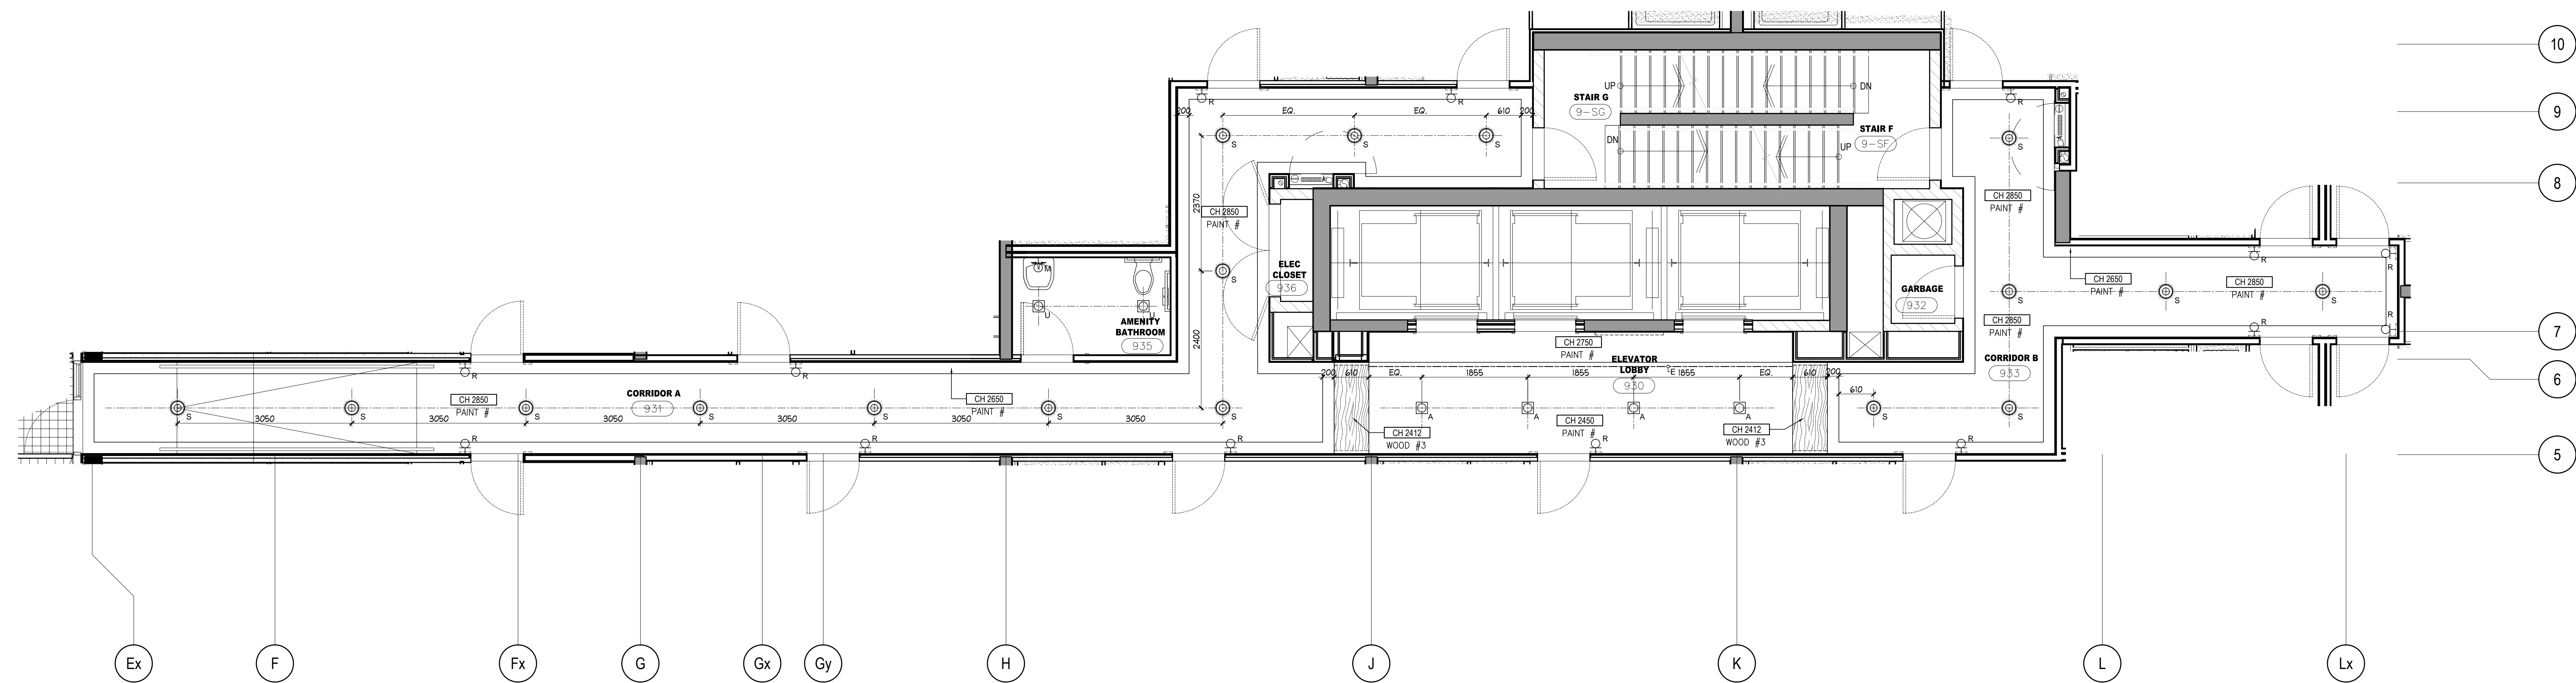 10
UP
DN
STAIR G
9-SG
R
R
R
9
200
EQ.
EQ.
610
200
STAIR F
9-SF
S
S
S
S
DN
UP
8
2370
CH 2850
PAINT #
CH 2850
PAINT #
R
R
M
ELEC
CLOSET
936
S
GARBAGE
932
CH 2650
PAINT #
CH 2850
PAINT #
S
S
S
U
U
AMENITY
BATHROOM
935
CH 2850
PAINT #
R
R
7
2400
CH 2750
PAINT #
ELEVATOR
LOBBY
930
E
CORRIDOR B
933
6
R
R
200
610
EQ.
1855
1855
1855
EQ.
610
200
610
CORRIDOR A
931
CH 2850
PAINT #
CH 2650
PAINT #
S
S
S
S
S
S
S
A
A
A
A
S
S
3050
3050
3050
3050
3050
3050
CH 2412
WOOD #3
CH 2450
PAINT #
CH 2412
WOOD #3
R
R
R
R
R
5
Ex
F
Fx
G
Gx
Gy
H
J
K
L
Lx